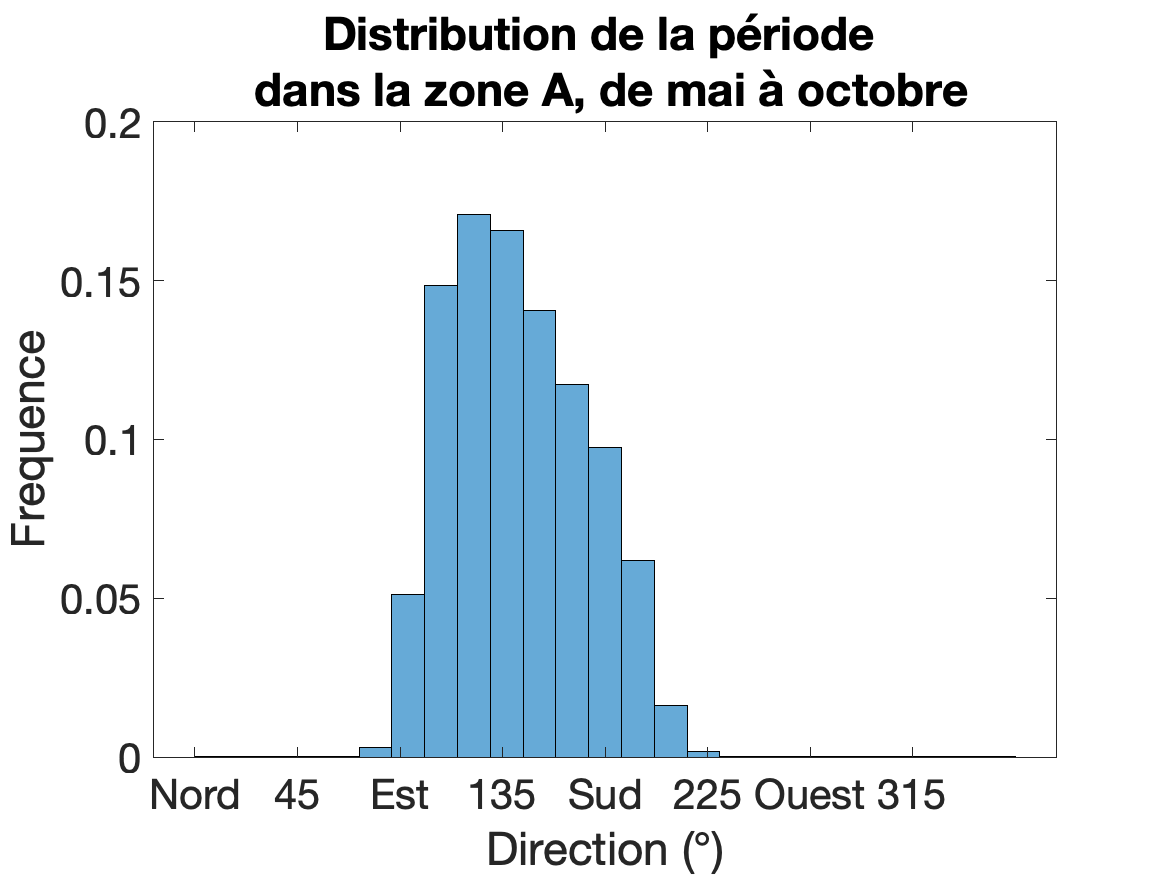 Distribution de la période
dans la zone A, de mai à octobre
0.2
0.15
0.1
0.05
0
Frequence
Nord 45 Est 135 Sud 225 Ouest 315
Direction (°)